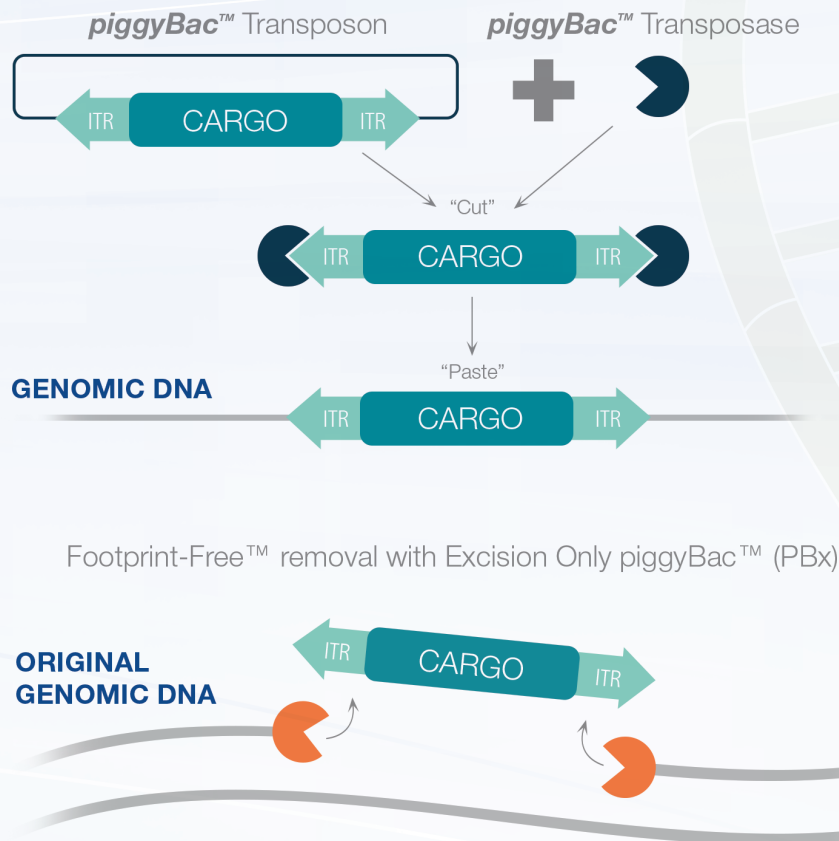 piggyBac™ Transposon
piggyBac™ Transposase
ITR
CARGO
ITR
“Cut”
ITR
CARGO
ITR
“Paste”
GENOMIC DNA
ITR
CARGO
ITR
Footprint-Free™ removal with Excision Only piggyBac™ (PBx)
ITR
CARGO
ITR
ORIGINAL
GENOMIC DNA